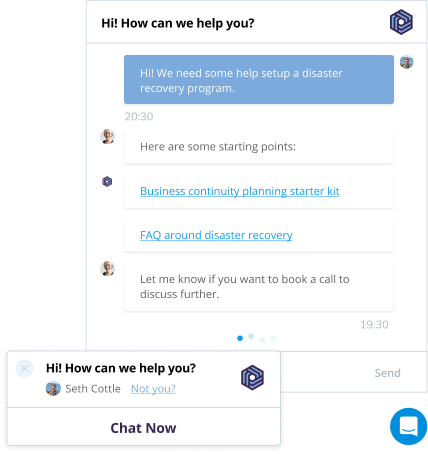 Hi! How can we help you?
Hi! We need some help setup a disaster
recovery program.
20:30
Here are some starting points:
Business continuity planning starter kit
FAQ around disaster recovery
Let me know if you want to book a call to
discuss further.
19:30
Send
Hi! How can we help you?
Seth Cottle Not you?
Chat Now